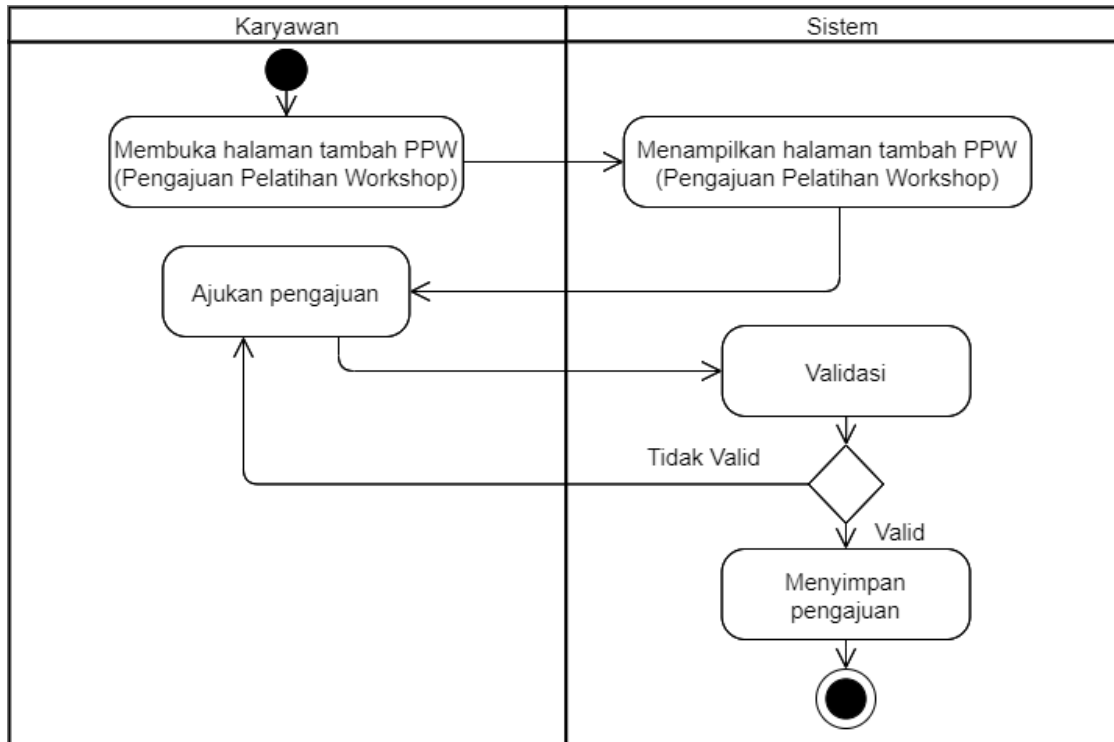 Karyawan
Sistem
Membuka halaman tambah PPW
(Pengajuan Pelatihan Workshop)
Menampilkan halaman tambah PPW
(Pengajuan Pelatihan Workshop)
Ajukan pengajuan
Validasi
Tidak Valid
Valid
Menyimpan
pengajuan